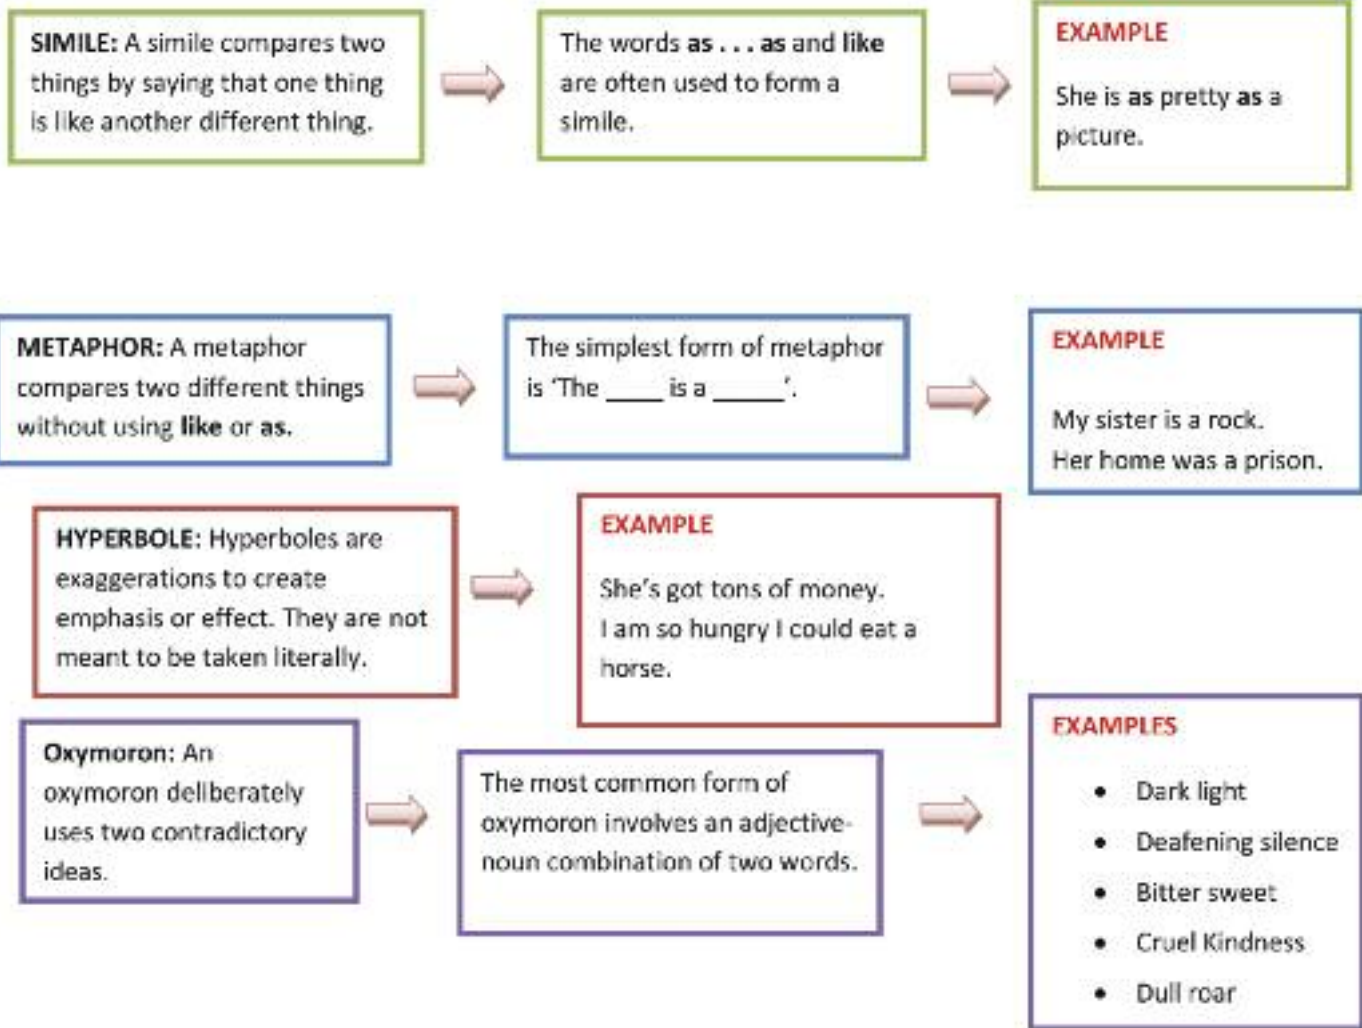 SIMILE: A simile compares two
things by saying that one thing
is like another different thing.
The words as . . . as and like
are often used to form a
simile.
EXAMPLE
She is as pretty as a
picture.
METAPHOR: A metaphor
compares two different things
without using like or as.
The simplest form of metaphor
is ‘The ____ is a _____’.
EXAMPLE
My sister is a rock.
Her home was a prison.
HYPERBOLE: Hyperboles are
exaggerations to create
emphasis or effect. They are not
meant to be taken literally.
EXAMPLE
She’s got tons of money.
I am so hungry I could eat a
horse.
Oxymoron: An
oxymoron deliberately
uses two contradictory
ideas.
The most common form of
oxymoron involves an adjective-
noun combination of two words.
EXAMPLES
• Dark light
• Deafening silence
• Bitter sweet
• Cruel Kindness
• Dull roar